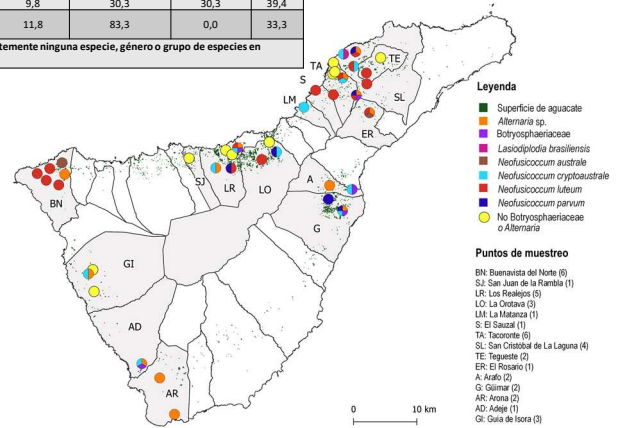 9,8 30,3 30,3 39,4
11,8 83,3 0,0 33,3
temente ninguna especie, género o grupo de especies en
TE
TA
S
SL
LM
ER
SJ
LR
LO
A
BN
G
GI
AD
AR
Leyenda
Superficie de aguacate
Alternaria sp.
Botryosphaeriaceae
Lasiodiplodia brasiliensis
Neofusicoccum australe
Neofusicoccum cryptoaustrale
Neofusicoccum luteum
Neofusicoccum parvum
No Botryosphaeriaceae
o Alternaria
Puntos de muestreo
BN: Buenavista del Norte (6)
SJ: San Juan de la Rambla (1)
LR: Los Realejos (5)
LO: La Orotava (3)
LM: La Matanza (1)
S: El Sauzal (1)
TA: Tacoronte (6)
SL: San Cristóbal de La Laguna (4)
TE: Tegueste (2)
ER: El Rosario (1)
A: Arafo (2)
G: Güímar (2)
AR: Arona (2)
AD: Adeje (1)
GI: Guía de Isora (3)
0 10 km